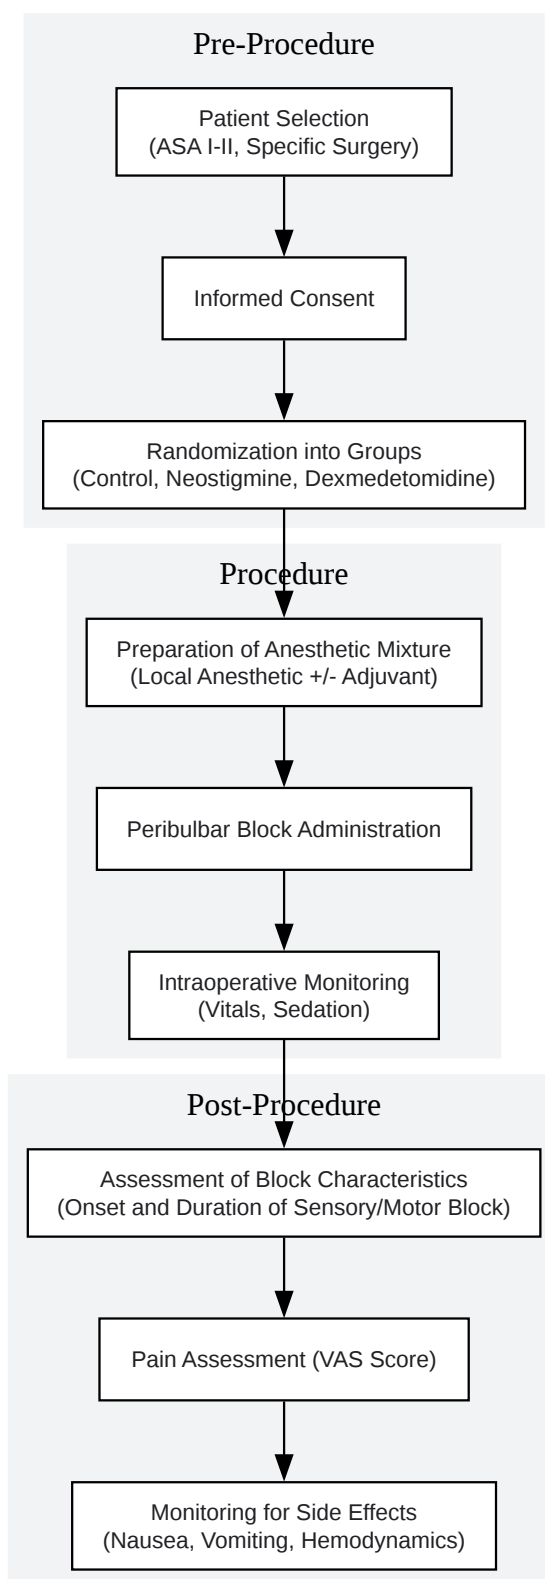 Pre-Procedure
Patient Selection
(ASA I-II, Specific Surgery)
Informed Consent
Randomization into Groups
(Control, Neostigmine, Dexmedetomidine)
Procedure
Preparation of Anesthetic Mixture
(Local Anesthetic +/- Adjuvant)
Peribulbar Block Administration
Intraoperative Monitoring
(Vitals, Sedation)
Post-Procedure
Assessment of Block Characteristics
(Onset and Duration of Sensory/Motor Block)
Pain Assessment (VAS Score)
Monitoring for Side Effects
(Nausea, Vomiting, Hemodynamics)